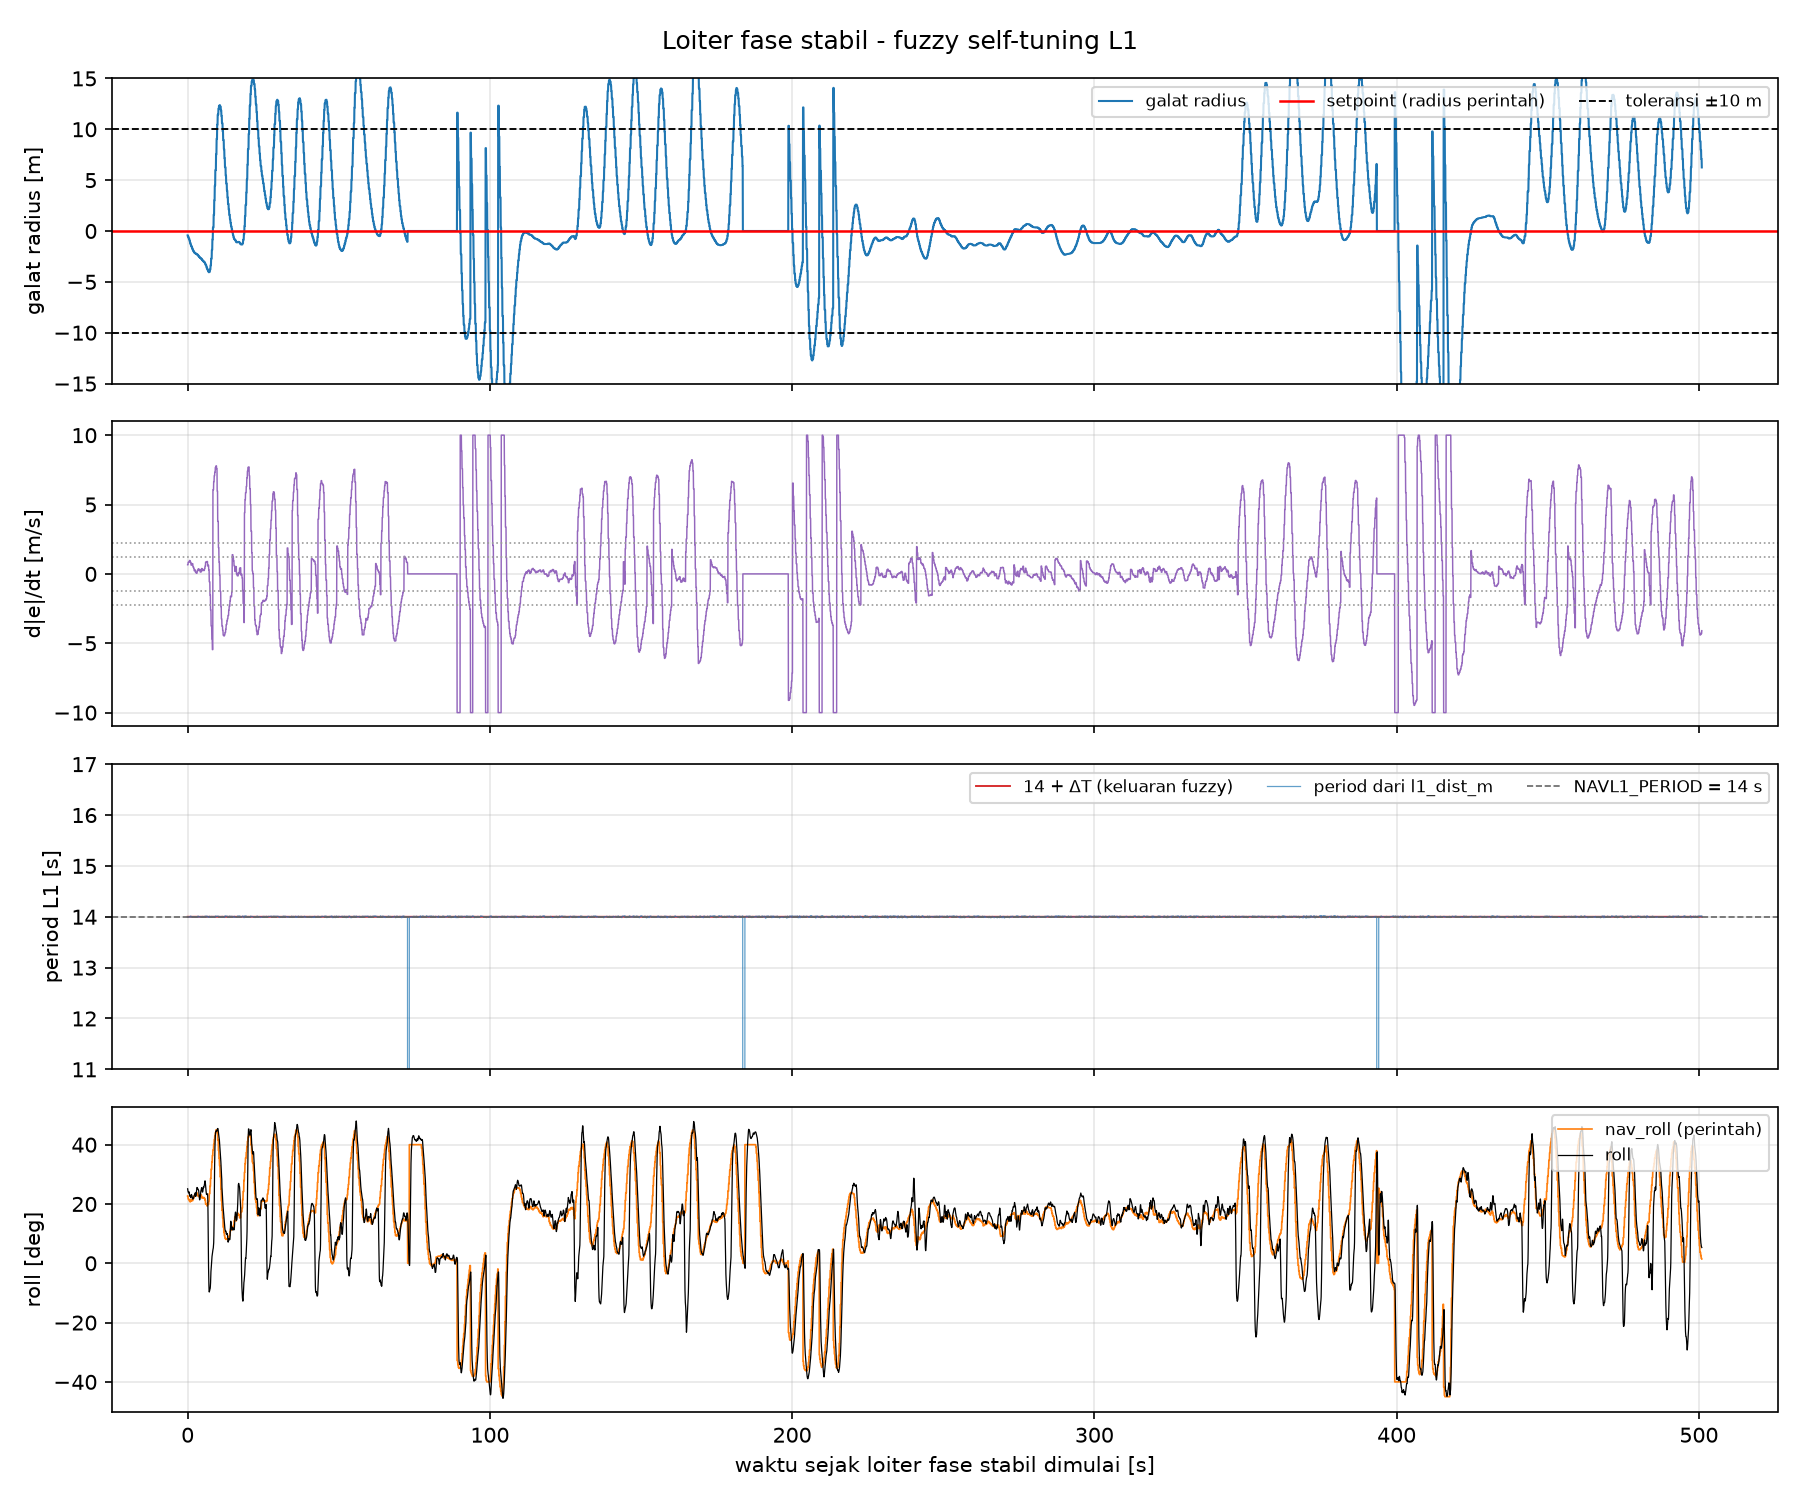 Loiter fase stabil - fuzzy self-tuning L1
galat radius [m]
15
10
5
0
−5
−10
−15
galat radius
setpoint (radius perintah)
toleransi ±10 m
d|e|/dt [m/s]
10
5
0
−5
−10
period L1 [s]
17
16
15
14
13
12
11
14 + ΔT (keluaran fuzzy)
period dari l1_dist_m
NAVL1_PERIOD = 14 s
roll [deg]
40
20
0
−20
−40
nav_roll (perintah)
roll
0
100
200
300
400
500
waktu sejak loiter fase stabil dimulai [s]